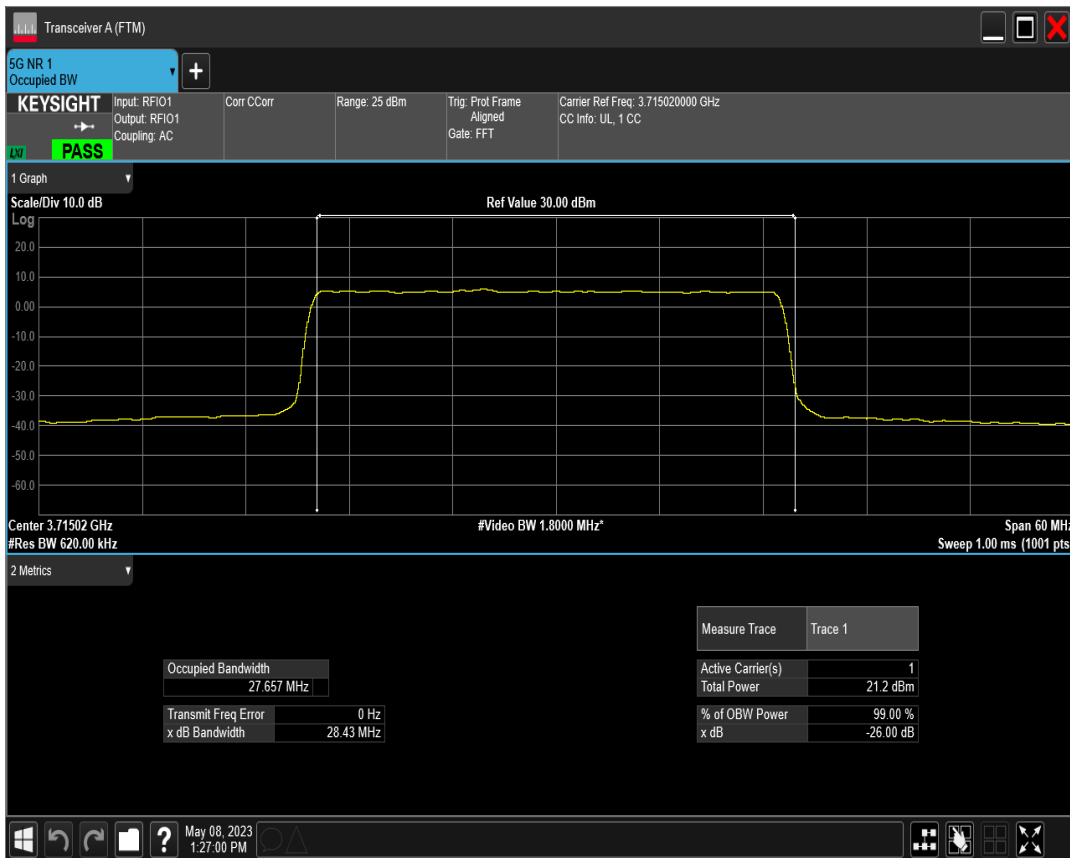 Transceiver A (FTM)
5G NR 1
Occupied BW
+
KEYSIGHT
LXI
PASS
Input: RFIO1
Output: RFIO1
Coupling: AC
Corr CCorr
Range: 25 dBm
Trig: Prot Frame
Aligned
Gate: FFT
Carrier Ref Freq: 3.715020000 GHz
CC Info: UL, 1 CC
1 Graph
Scale/Div 10.0 dB
Ref Value 30.00 dBm
Log
20.0
10.0
0.00
-10.0
-20.0
-30.0
-40.0
-50.0
-60.0
Center 3.71502 GHz
#Video BW 1.8000 MHz*
Span 60 MHz
#Res BW 620.00 kHz
Sweep 1.00 ms (1001 pts
2 Metrics
Measure Trace Trace 1
Occupied Bandwidth
27.657 MHz
Active Carrier(s) 1
Total Power 21.2 dBm
Transmit Freq Error 0 Hz
x dB Bandwidth 28.43 MHz
% of OBW Power 99.00 %
x dB -26.00 dB
?
May 08, 2023
1:27:00 PM